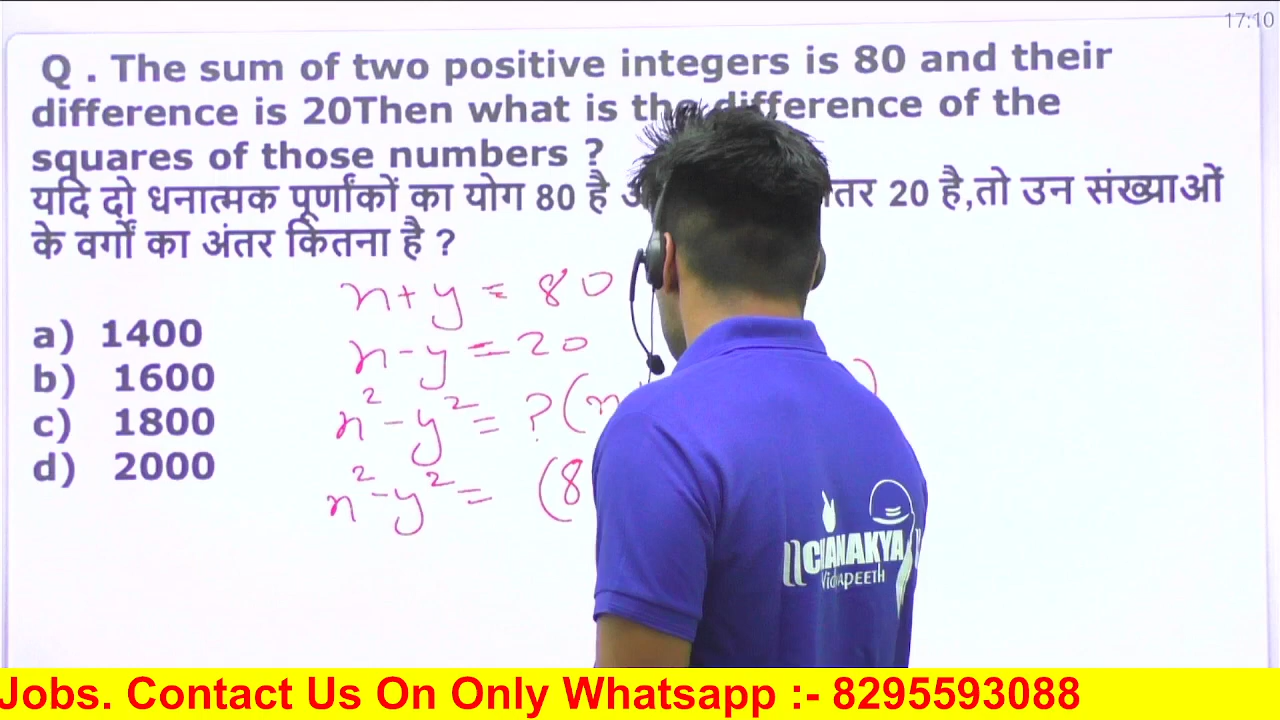 17:10
Q . The sum of two positive integers is 80 and their
difference is 20Then what is the difference of the
squares of those numbers ?
यदि दो धनात्मक पूर्णांकों का योग 80 है 20 है,तो उन संख्याओं
के वर्गों का अंतर कितना है ?
a) 1400
b) 1600
c) 1800
d) 2000
x+y = 80
x-y = 20
x²-y² = ? (x )
x²-y² = (8
CHANAKYA
VIDYAPEETH
Jobs. Contact Us On Only Whatsapp :- 8295593088